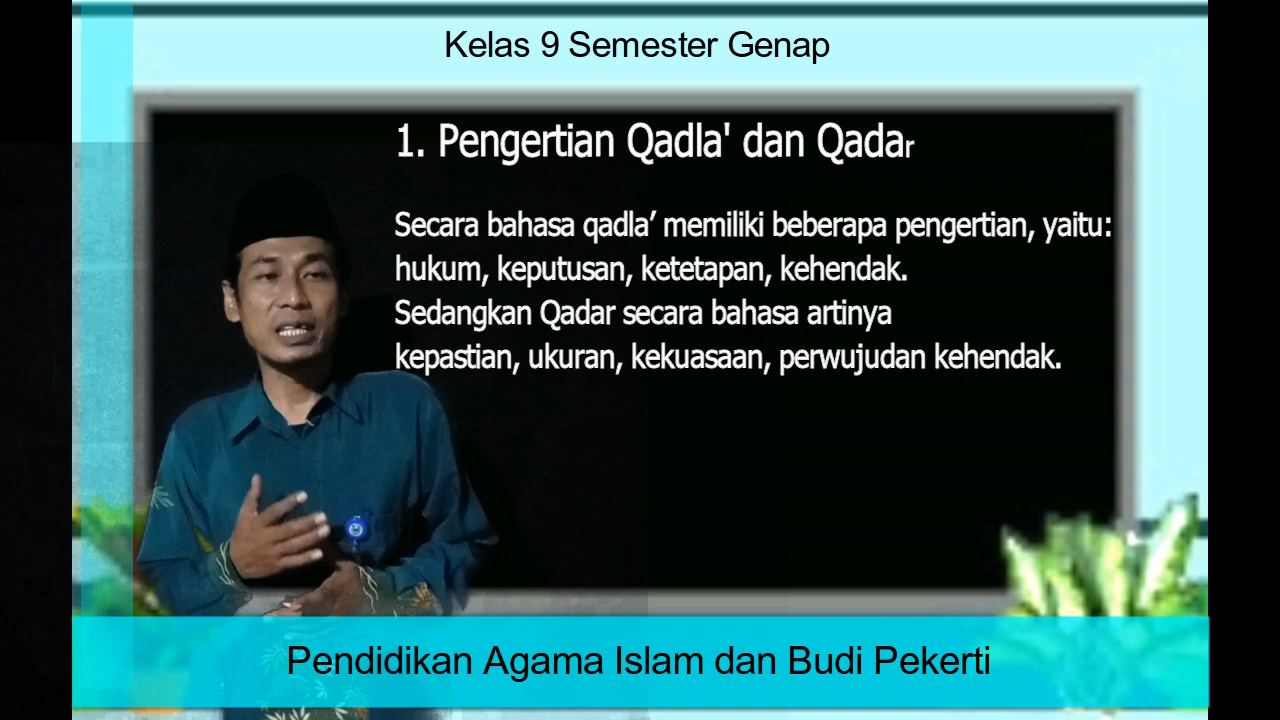 Kelas 9 Semester Genap
1. Pengertian Qadla' dan Qadar
Secara bahasa qadla’ memiliki beberapa pengertian, yaitu:
hukum, keputusan, ketetapan, kehendak.
Sedangkan Qadar secara bahasa artinya
kepastian, ukuran, kekuasaan, perwujudan kehendak.
Pendidikan Agama Islam dan Budi Pekerti